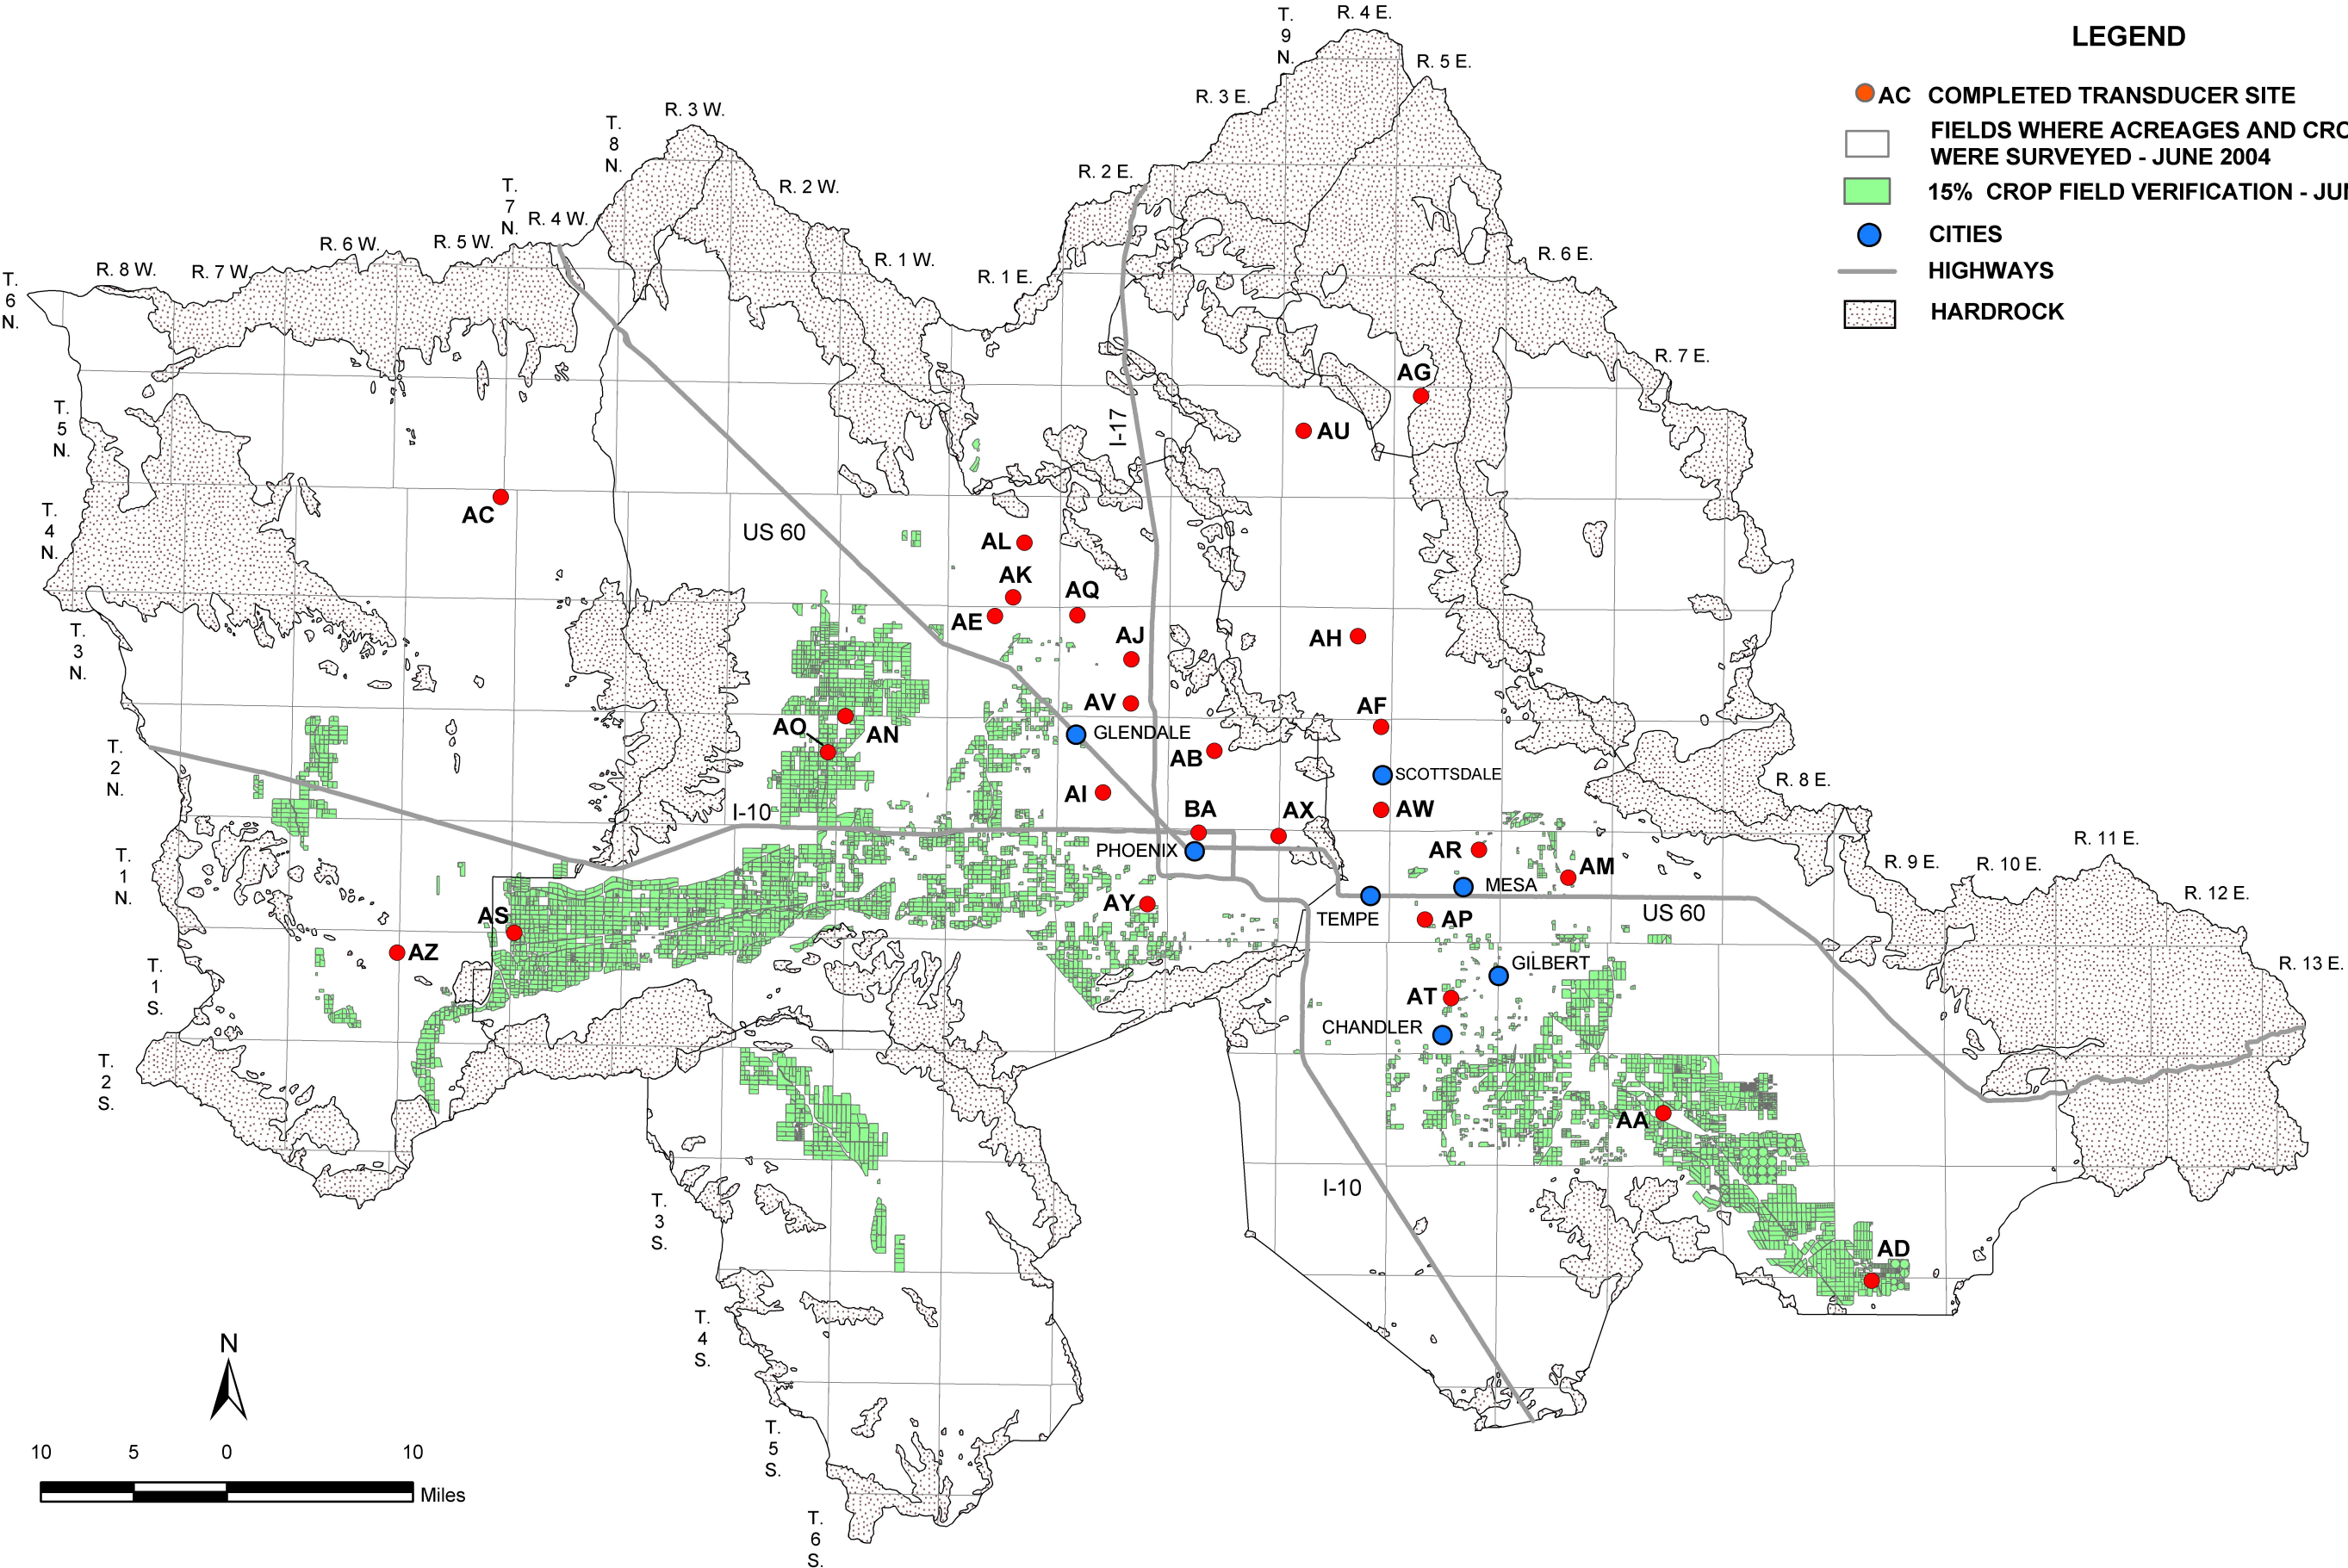 LEGEND
AC COMPLETED TRANSDUCER SITE
FIELDS WHERE ACREAGES AND
WERE SURVEYED - JUNE 2004
15% CROP FIELD VERIFICATION -
CITIES
HIGHWAYS
HARDROCK
T.
9
N.
R. 4 E.
R. 5 E.
R. 3 E.
R. 3 W.
T.
8
N.
R. 2 E.
R. 2 W.
T.
7
N.
R. 4 W.
R. 6 W.
R. 5 W.
R. 1 W.
R. 6 E.
R. 8 W.
R. 7 W.
R. 1 E.
T.
6
N.
R. 7 E.
AG
I-17
AU
T.
5
N.
AC
T.
4
N.
US 60
AL
AK
AQ
AE
AJ
AH
T.
3
N.
AV
AF
AO
AN
GLENDALE
AB
T.
2
N.
SCOTTSDALE
R. 8 E.
AI
I-10
BA
AX
AW
PHOENIX
AR
AM
R. 11 E.
T.
1
N.
R. 9 E.
R. 10 E.
R. 12 E.
MESA
AY
AS
TEMPE
AP
US 60
AZ
GILBERT
R. 13 E.
T.
1
S.
AT
CHANDLER
T.
2
S.
AA
I-10
T.
3
S.
AD
T.
4
S.
N
T.
5
S.
10 5 0 10
Miles
T.
6
S.